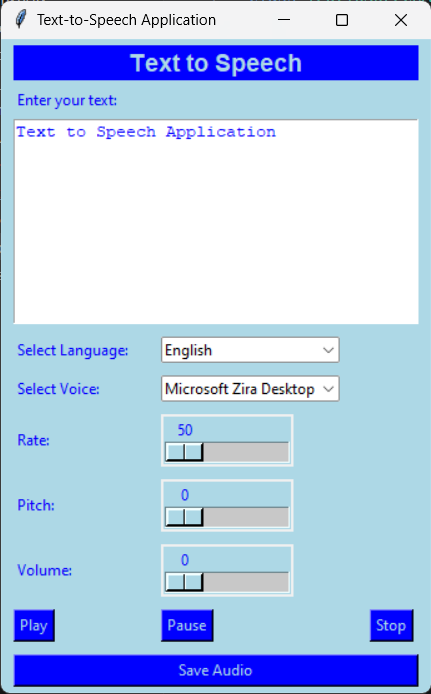 Text-to-Speech Application
Text to Speech
Enter your text:
Text to Speech Application
Select Language: English
Select Voice: Microsoft Zira Desktop
50
Rate:
0
Pitch:
0
Volume:
Play Pause Stop
Save Audio